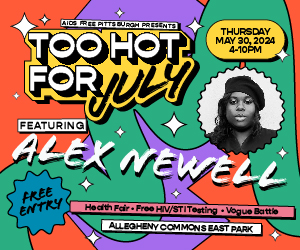 AIDS FREE PITTSBURGH PRESENTS
TOO HOT
FOR JULY
THURSDAY
MAY 30, 2024
4-10PM
FEATURING
ALEX NEWELL
FREE
ENTRY
Health Fair • Free HIV/STI Testing • Vogue Battle
ALLEGHENY COMMONS EAST PARK